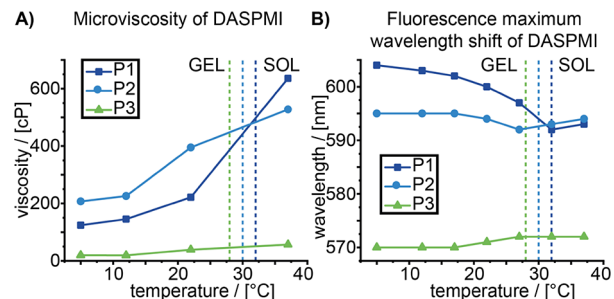 A) Microviscosity of DASPMI
GEL SOL
P1
P2
P3
viscosity / [cP]
600
400
200
0
10 20 30 40
temperature / [°C]
B) Fluorescence maximum
wavelength shift of DASPMI
GEL SOL
P1
P2
P3
wavelength / [nm]
600
590
580
570
10 20 30 40
temperature / [°C]